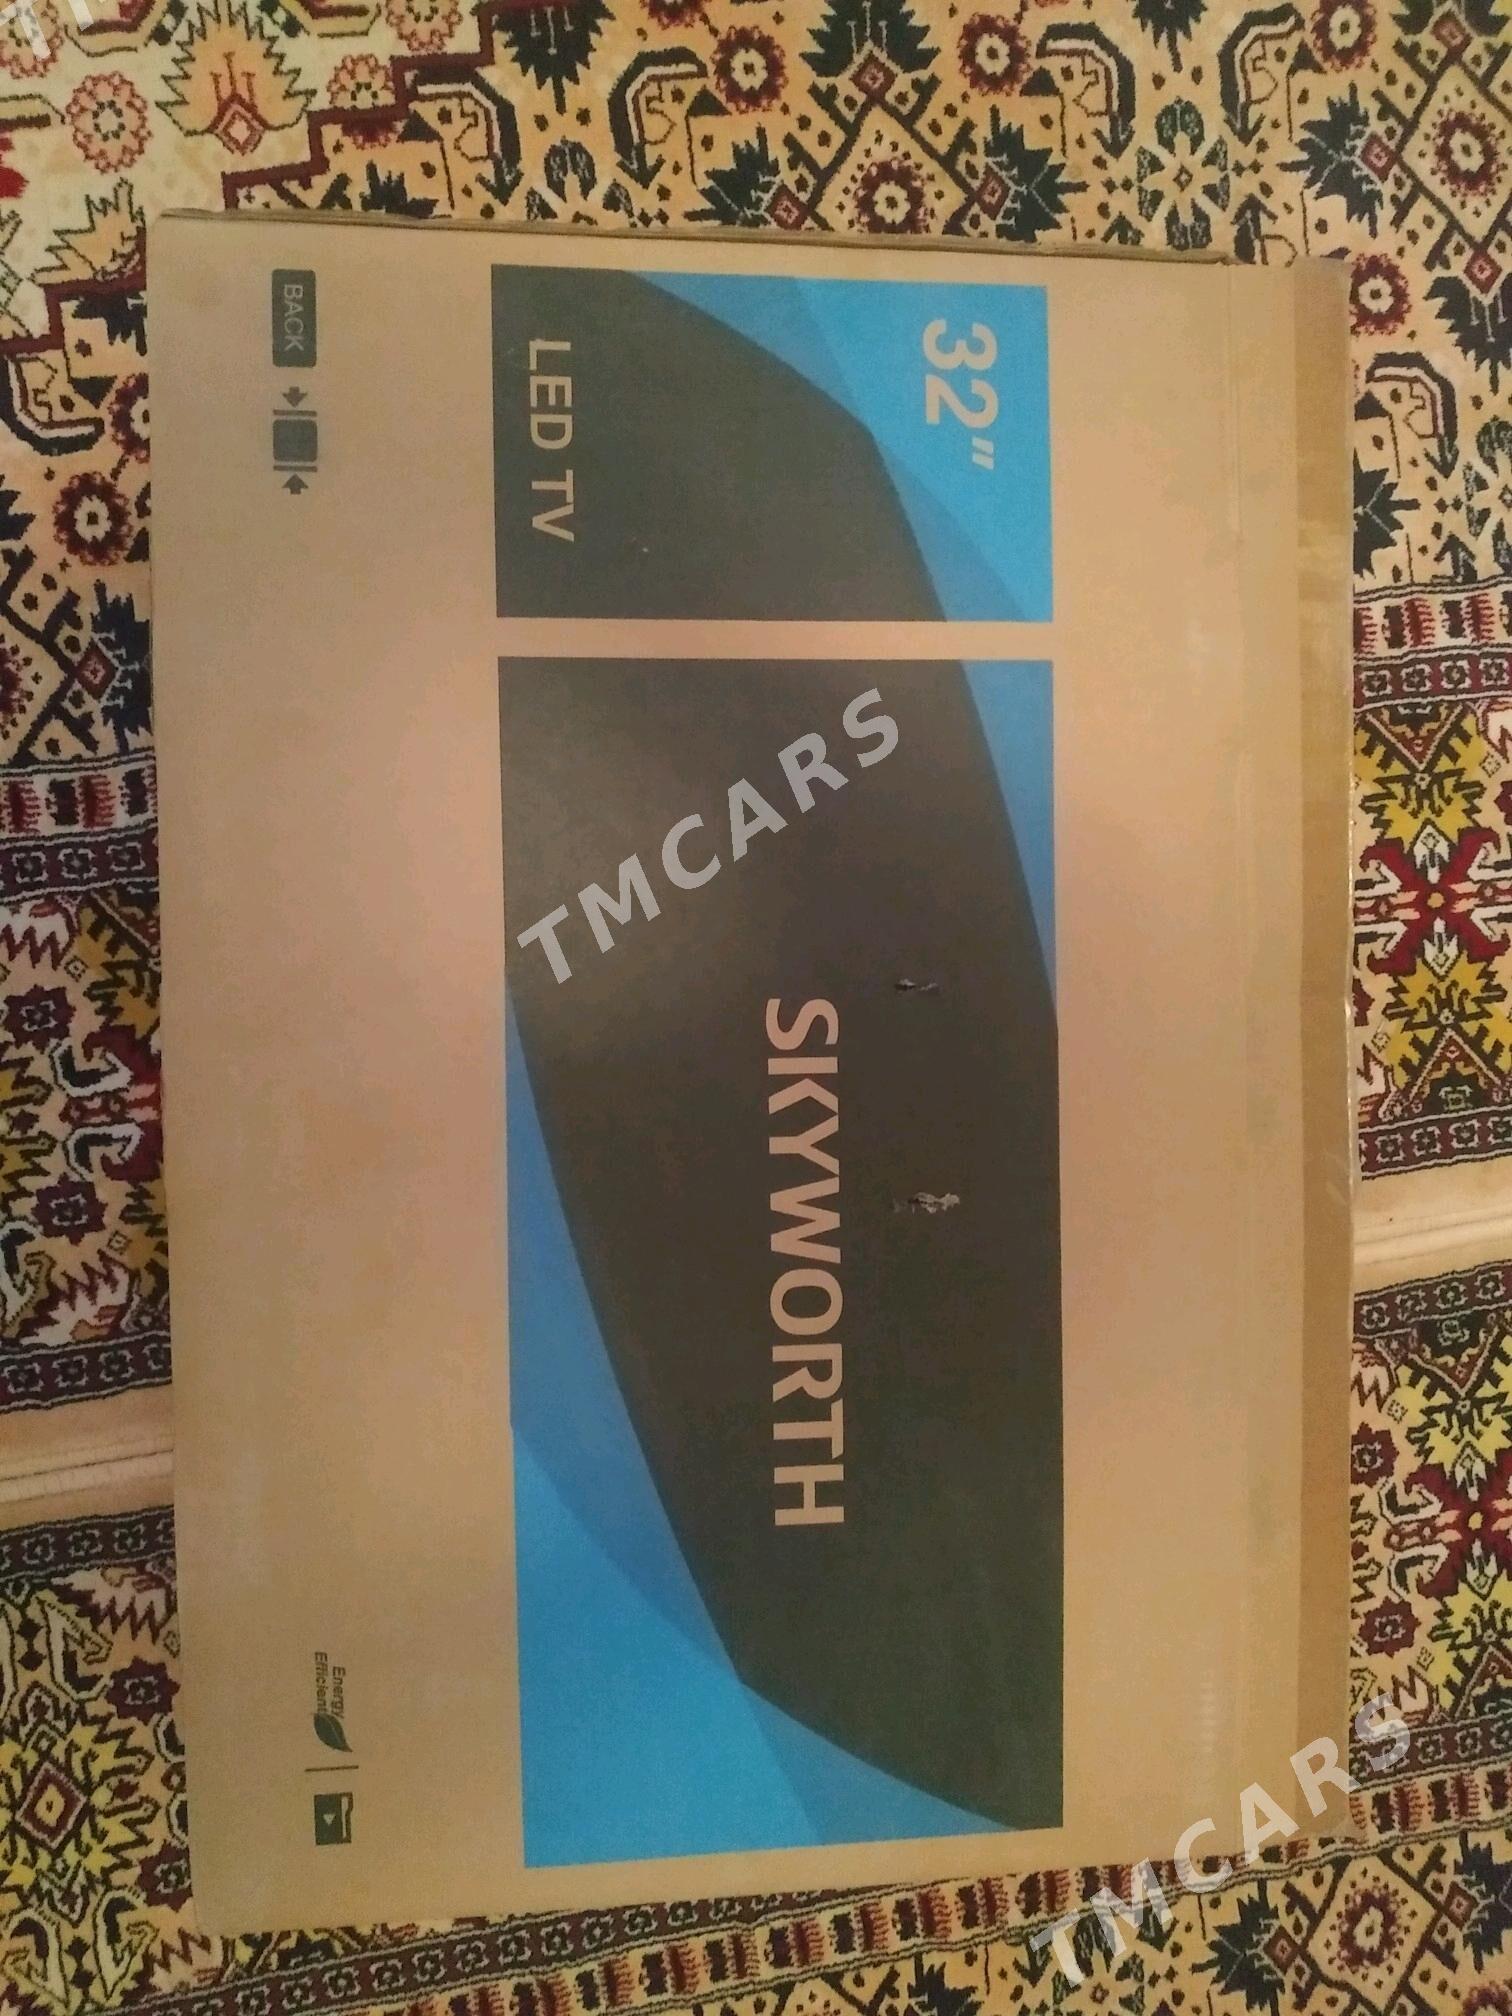 32"
LED TV
SKYWORTH
BACK
Energy
Efficient
TMCARS
TMCARS